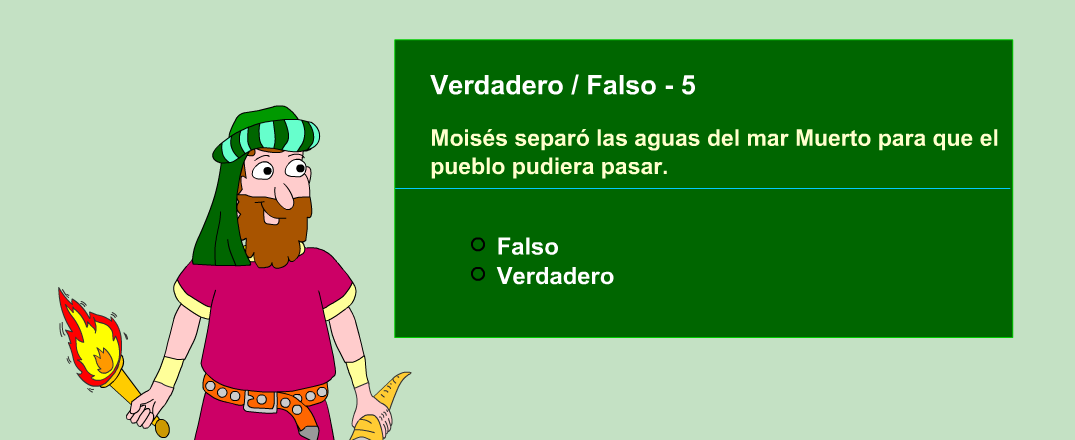 Verdadero / Falso - 5
Moisés separó las aguas del mar Muerto para que el
pueblo pudiera pasar.
Falso
Verdadero